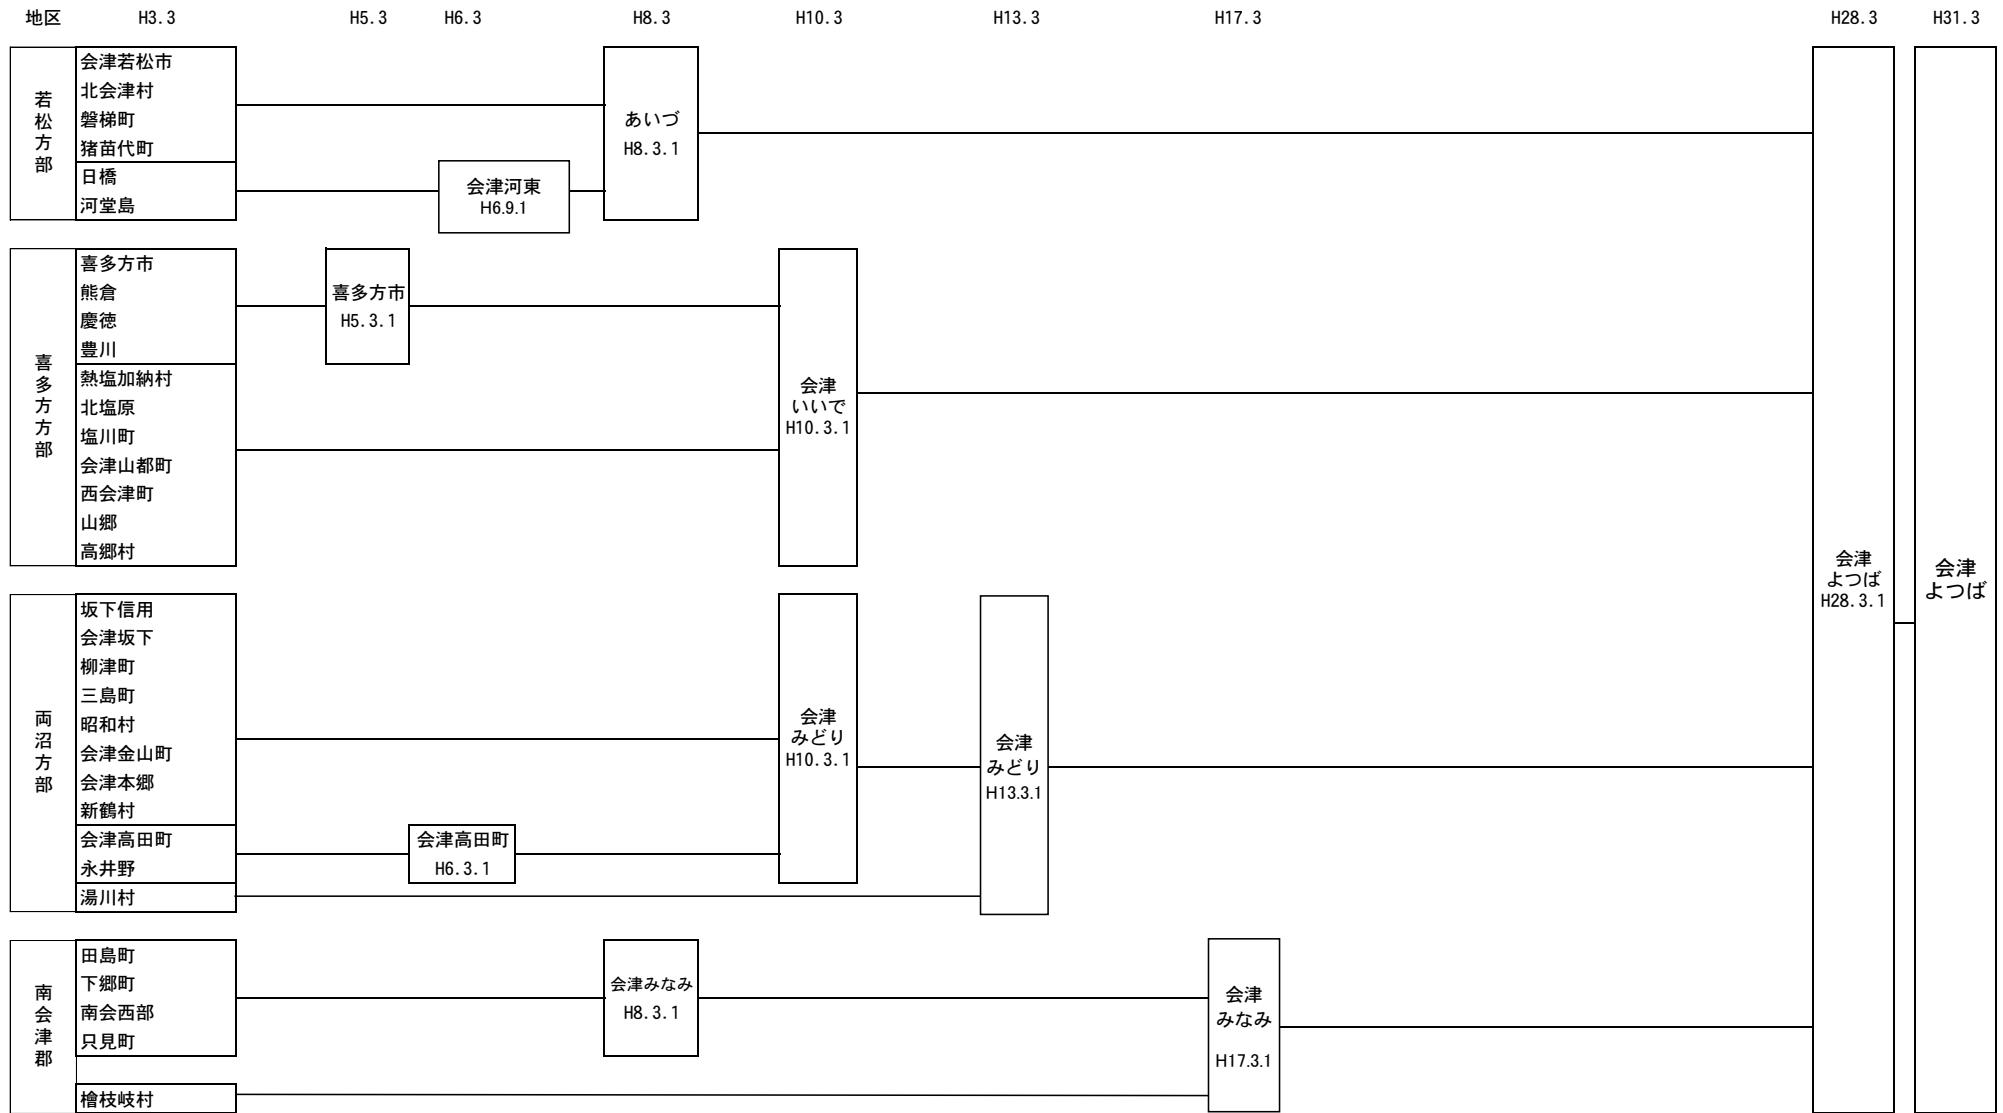 地区 H3.3 H5.3 H6.3 H8.3 H10.3 H13.3 H17.3 H28.3 H31.3
若松方部
会津若松市
北会津村
磐梯町
猪苗代町
日橋
河堂島
会津河東
H6.9.1
あいづ
H8.3.1
喜多方方部
喜多方市
熊倉
慶徳
豊川
熱塩加納村
北塩原
塩川町
会津山都町
西会津町
山郷
高郷村
喜多方市
H5.3.1
会津
いいで
H10.3.1
両沼方部
坂下信用
会津坂下
柳津町
三島町
昭和村
会津金山町
会津本郷
新鶴村
会津高田町
永井野
湯川村
会津高田町
H6.3.1
会津
みどり
H10.3.1
会津
みどり
H13.3.1
南会津郡
田島町
下郷町
南会西部
只見町
檜枝岐村
会津みなみ
H8.3.1
会津
みなみ
H17.3.1
会津
よつば
H28.3.1
会津
よつば